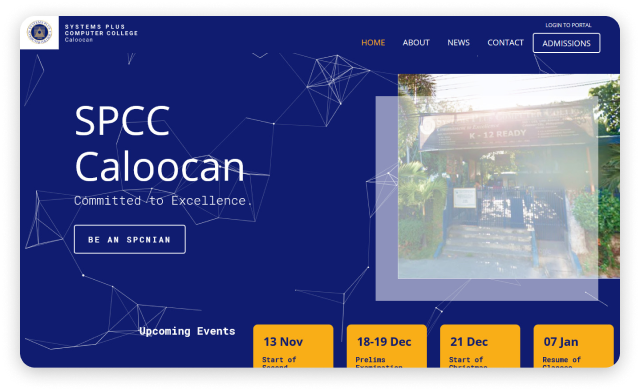 SYSTEMS PLUS
COMPUTER COLLEGE
Caloocan
LOGIN TO PORTAL
HOME
ABOUT
NEWS
CONTACT
ADMISSIONS
SPCC
Caloocan
Committed to Excellence.
BE AN SPCNIAN
K - 12 READY
Upcoming Events
13 Nov
Start of
Second
18-19 Dec
Prelims
Examination
21 Dec
Start of
Christmas
07 Jan
Resume of
Classes